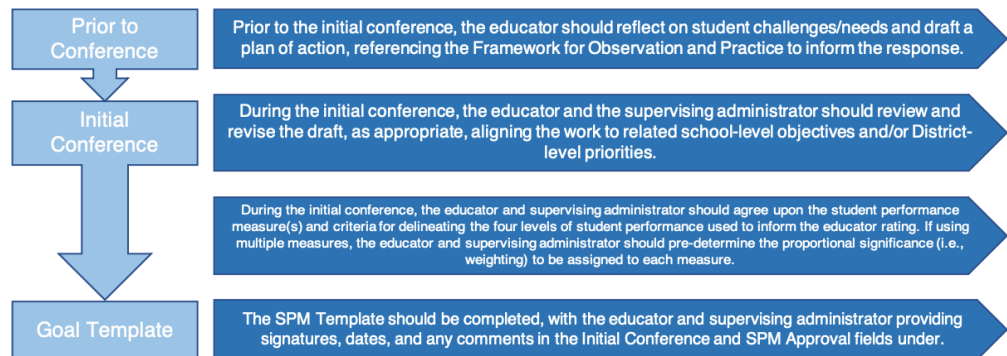 Prior to
Conference
Prior to the initial conference, the educator should reflect on student challenges/needs and draft a
plan of action, referencing the Framework for Observation and Practice to inform the response.
Initial
Conference
During the initial conference, the educator and the supervising administrator should review and
revise the draft, as appropriate, aligning the work to related school-level objectives and/or District-
level priorities.
During the initial conference, the educator and supervising administrator should agree upon the student performance
measure(s) and criteria for delineating the four levels of student performance used to inform the educator rating. If using
multiple measures, the educator and supervising administrator should pre-determine the proportional significance (i.e.,
weighting) to be assigned to each measure.
Goal Template
The SPM Template should be completed, with the educator and supervising administrator providing
signatures, dates, and any comments in the Initial Conference and SPM Approval fields under.